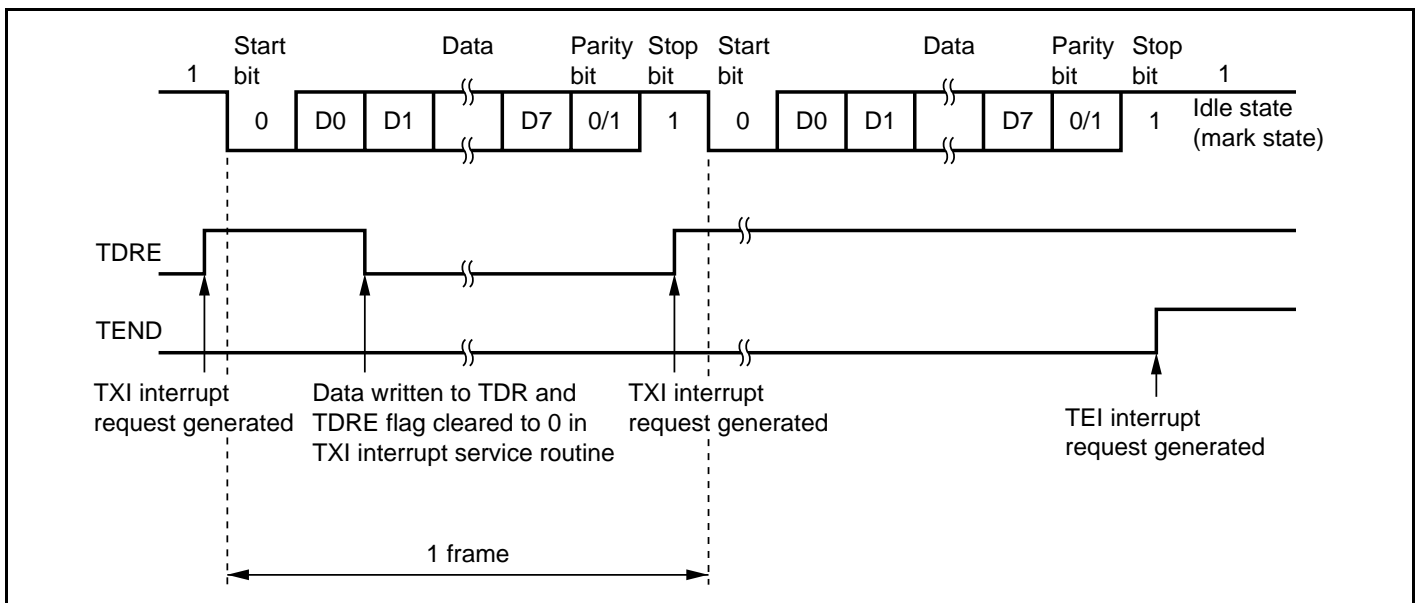 Start bit
Data
Parity bit
Stop bit
Start bit
Data
Parity bit
Stop bit
1
0
D0
D1
D7
0/1
1
0
D0
D1
D7
0/1
1
1
Idle state
(mark state)
TDRE
TEND
TXI interrupt
request generated
Data written to TDR and
TDRE flag cleared to 0 in
TXI interrupt service routine
TXI interrupt
request generated
TEI interrupt
request generated
1 frame